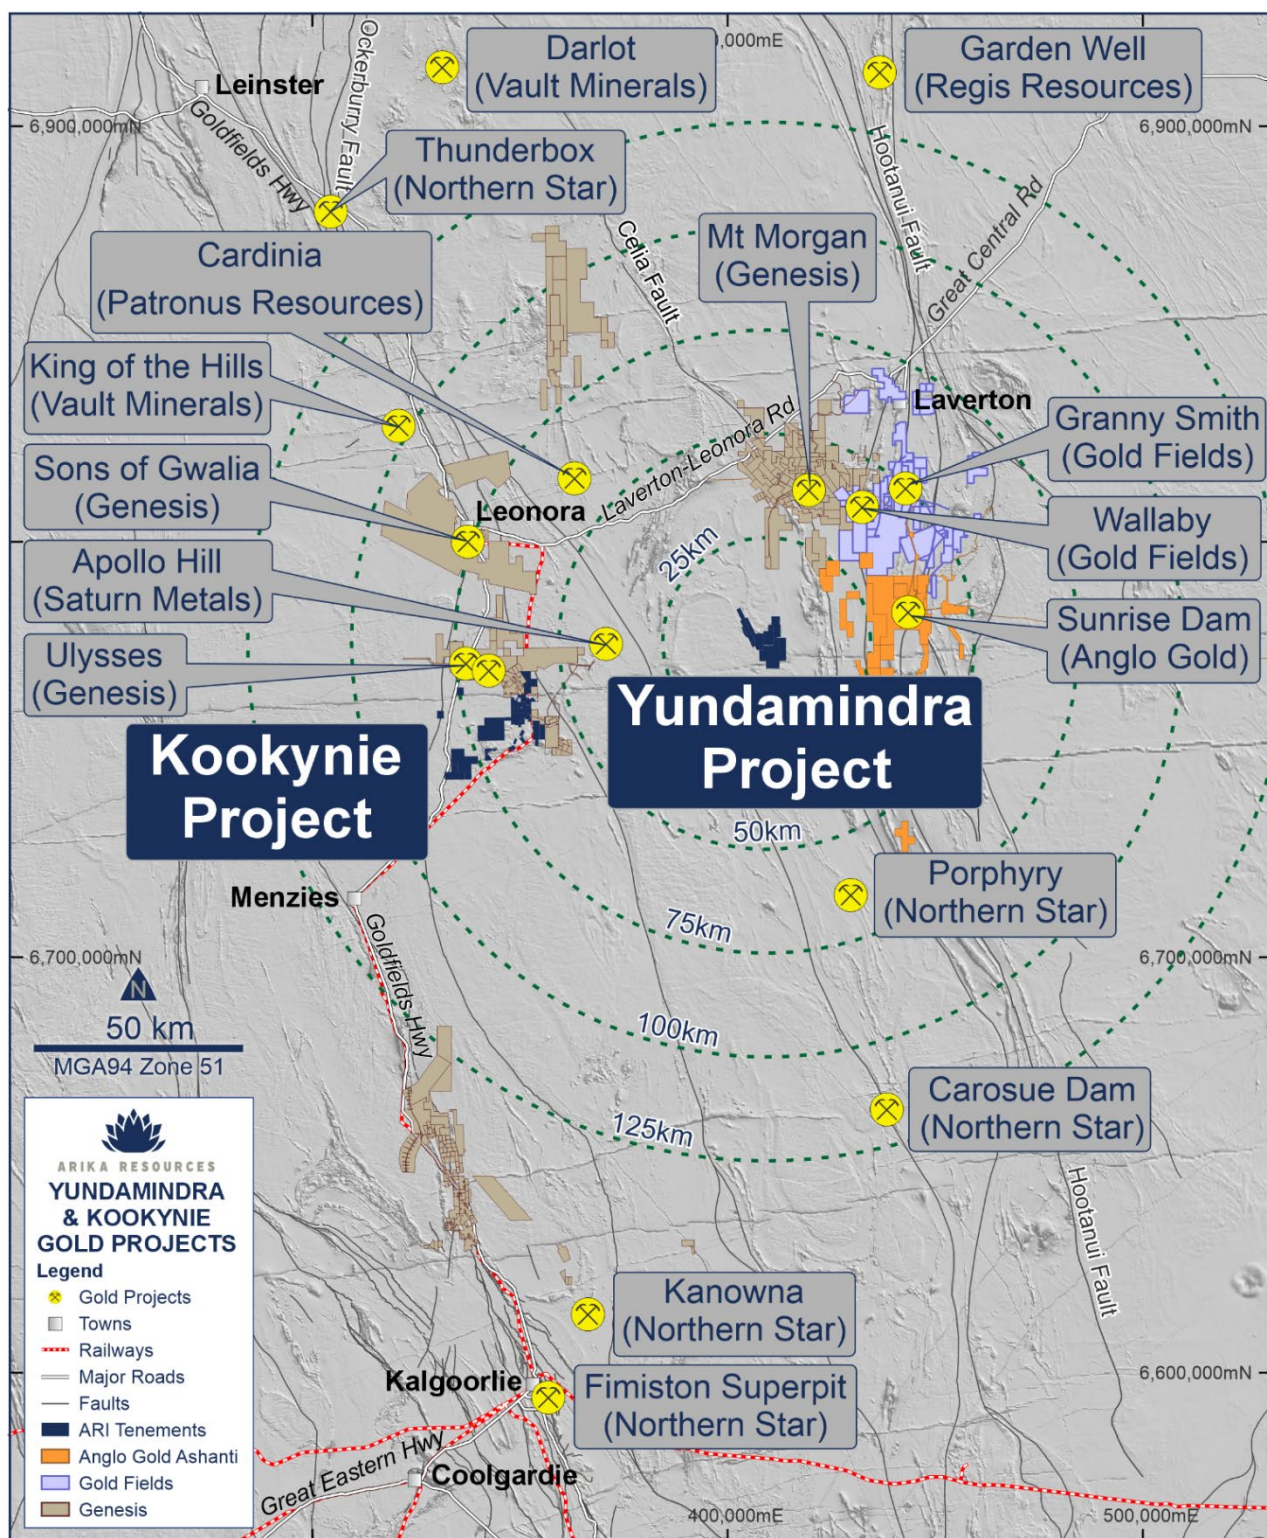 Darlot
(Vault Minerals)
000mE
Garden Well
(Regis Resources)
Leinster
Goldfields Hwy
Ockerburry Fault
6,900,000mN
6,900,000mN
Thunderbox
(Northern Star)
Hootanui Fault
Great Central Rd
Celia Fault
Mt Morgan
(Genesis)
Cardinia
(Patronus Resources)
King of the Hills
(Vault Minerals)
Laverton
Laverton-Leonora Rd
Granny Smith
(Gold Fields)
Sons of Gwalia
(Genesis)
Leonora
Wallaby
(Gold Fields)
25km
Apollo Hill
(Saturn Metals)
Sunrise Dam
(Anglo Gold)
Ulysses
(Genesis)
Yundamindra
Project
Kookynie
Project
50km
Menzies
Porphyry
(Northern Star)
75km
Goldfields Hwy
6,700,000mN
6,700,000mN
N
50 km
MGA94 Zone 51
100km
Carosue Dam
(Northern Star)
125km
Hootanui Fault
ARIKA RESOURCES
YUNDAMINDRA
& KOOKYNIE
GOLD PROJECTS
Legend
Gold Projects
Towns
Railways
Major Roads
Faults
ARI Tenements
Anglo Gold Ashanti
Gold Fields
Genesis
Kanowna
(Northern Star)
Kalgoorlie
6,600,000mN
Fimiston Superpit
(Northern Star)
Great Eastern Hwy
Coolgardie
400,000mE
500,000mE